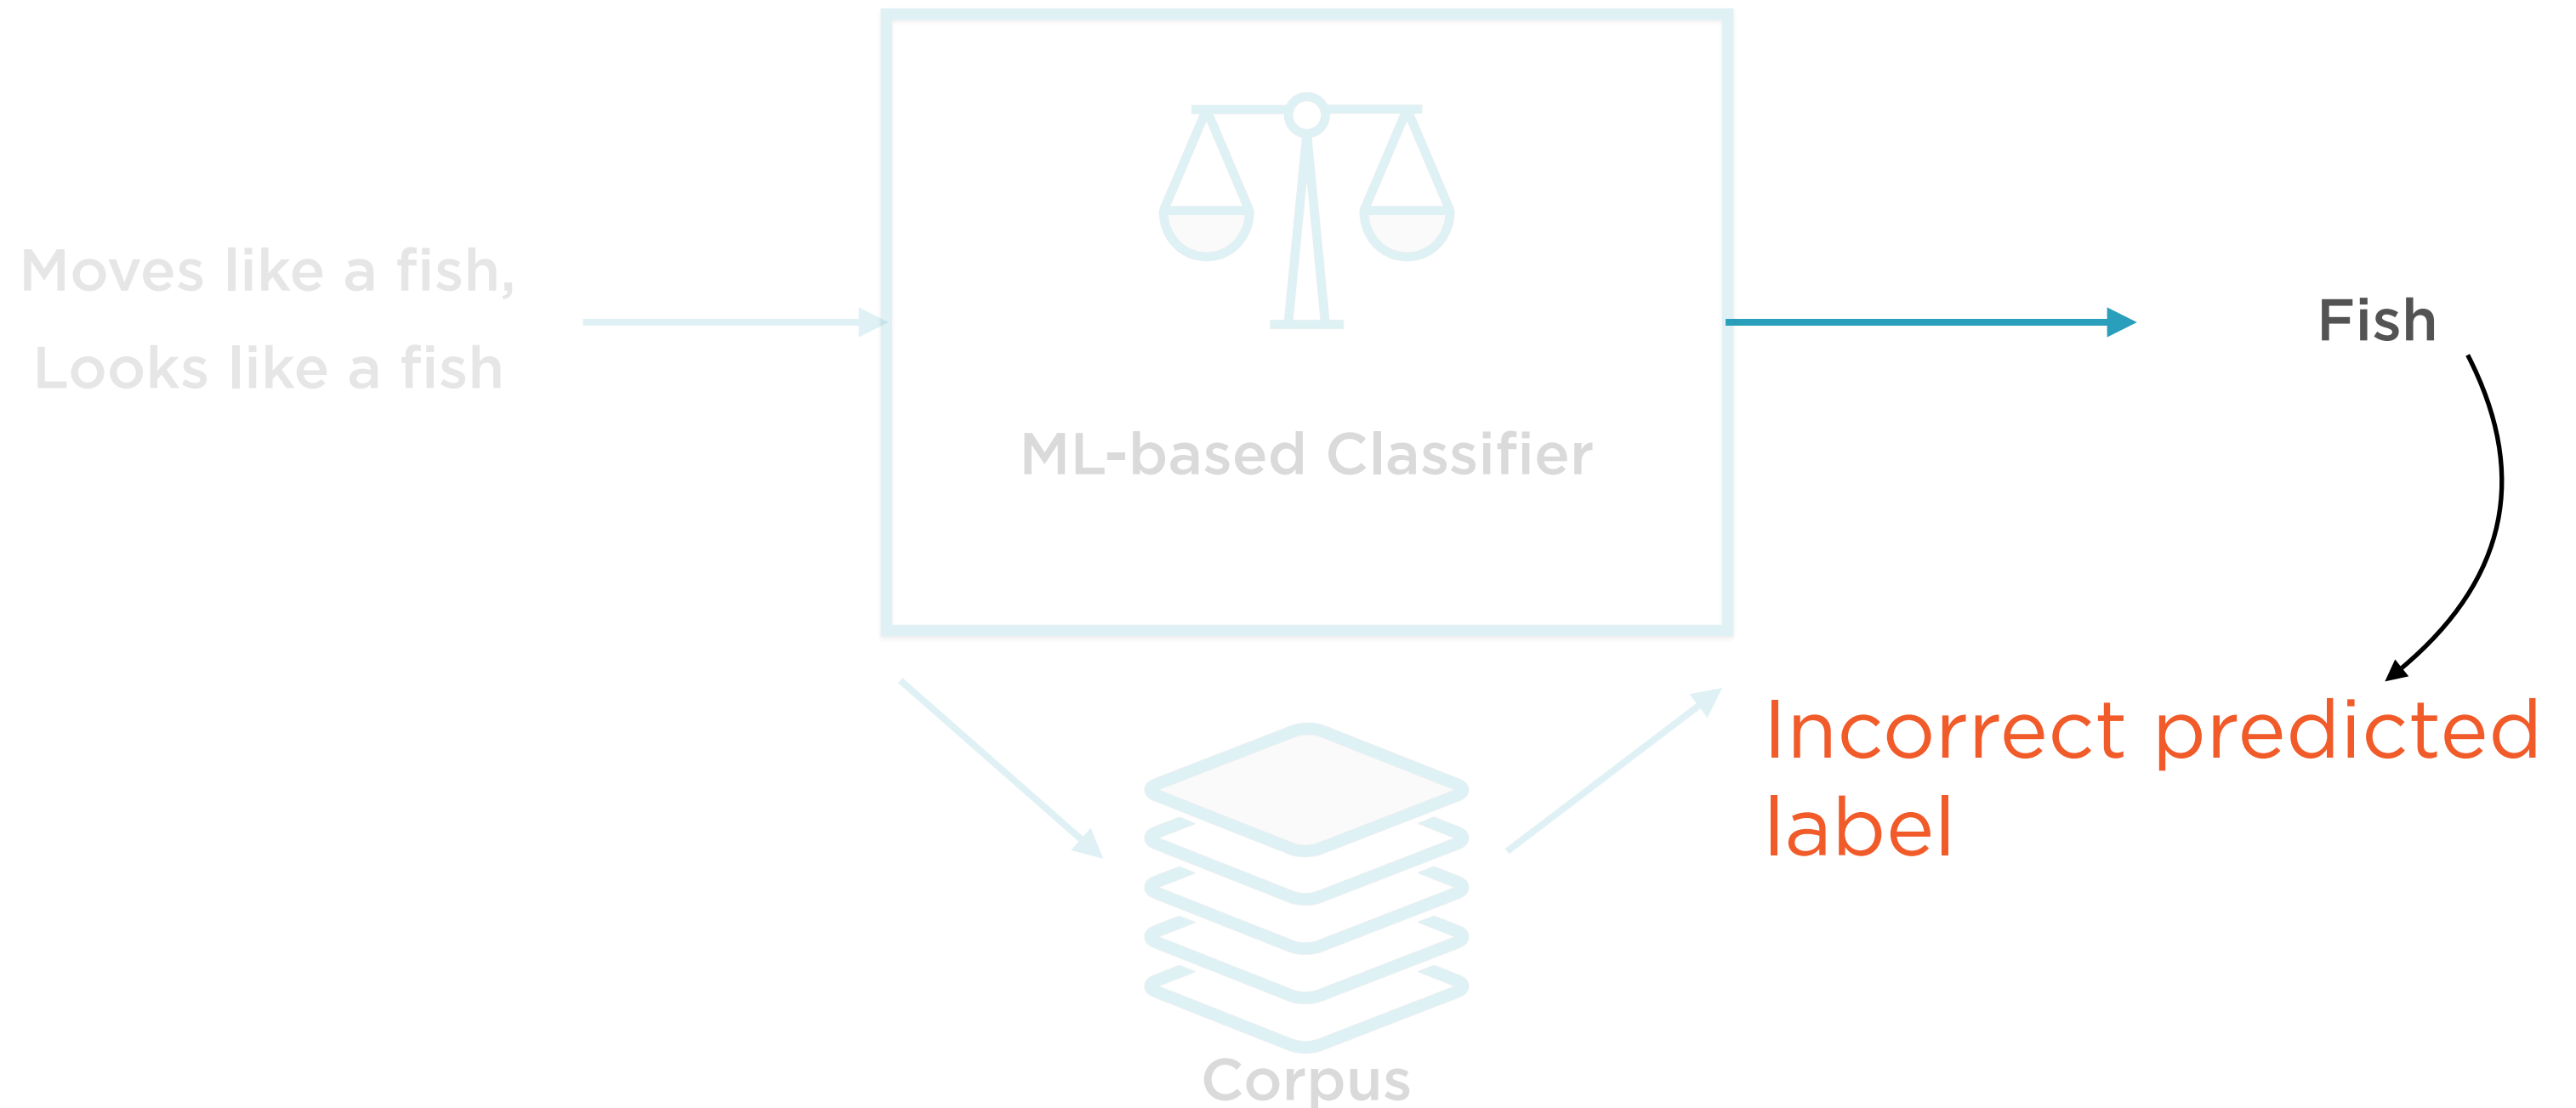 Moves like a fish,
Looks like a fish
ML-based Classifier
Fish
Incorrect predicted
label
Corpus